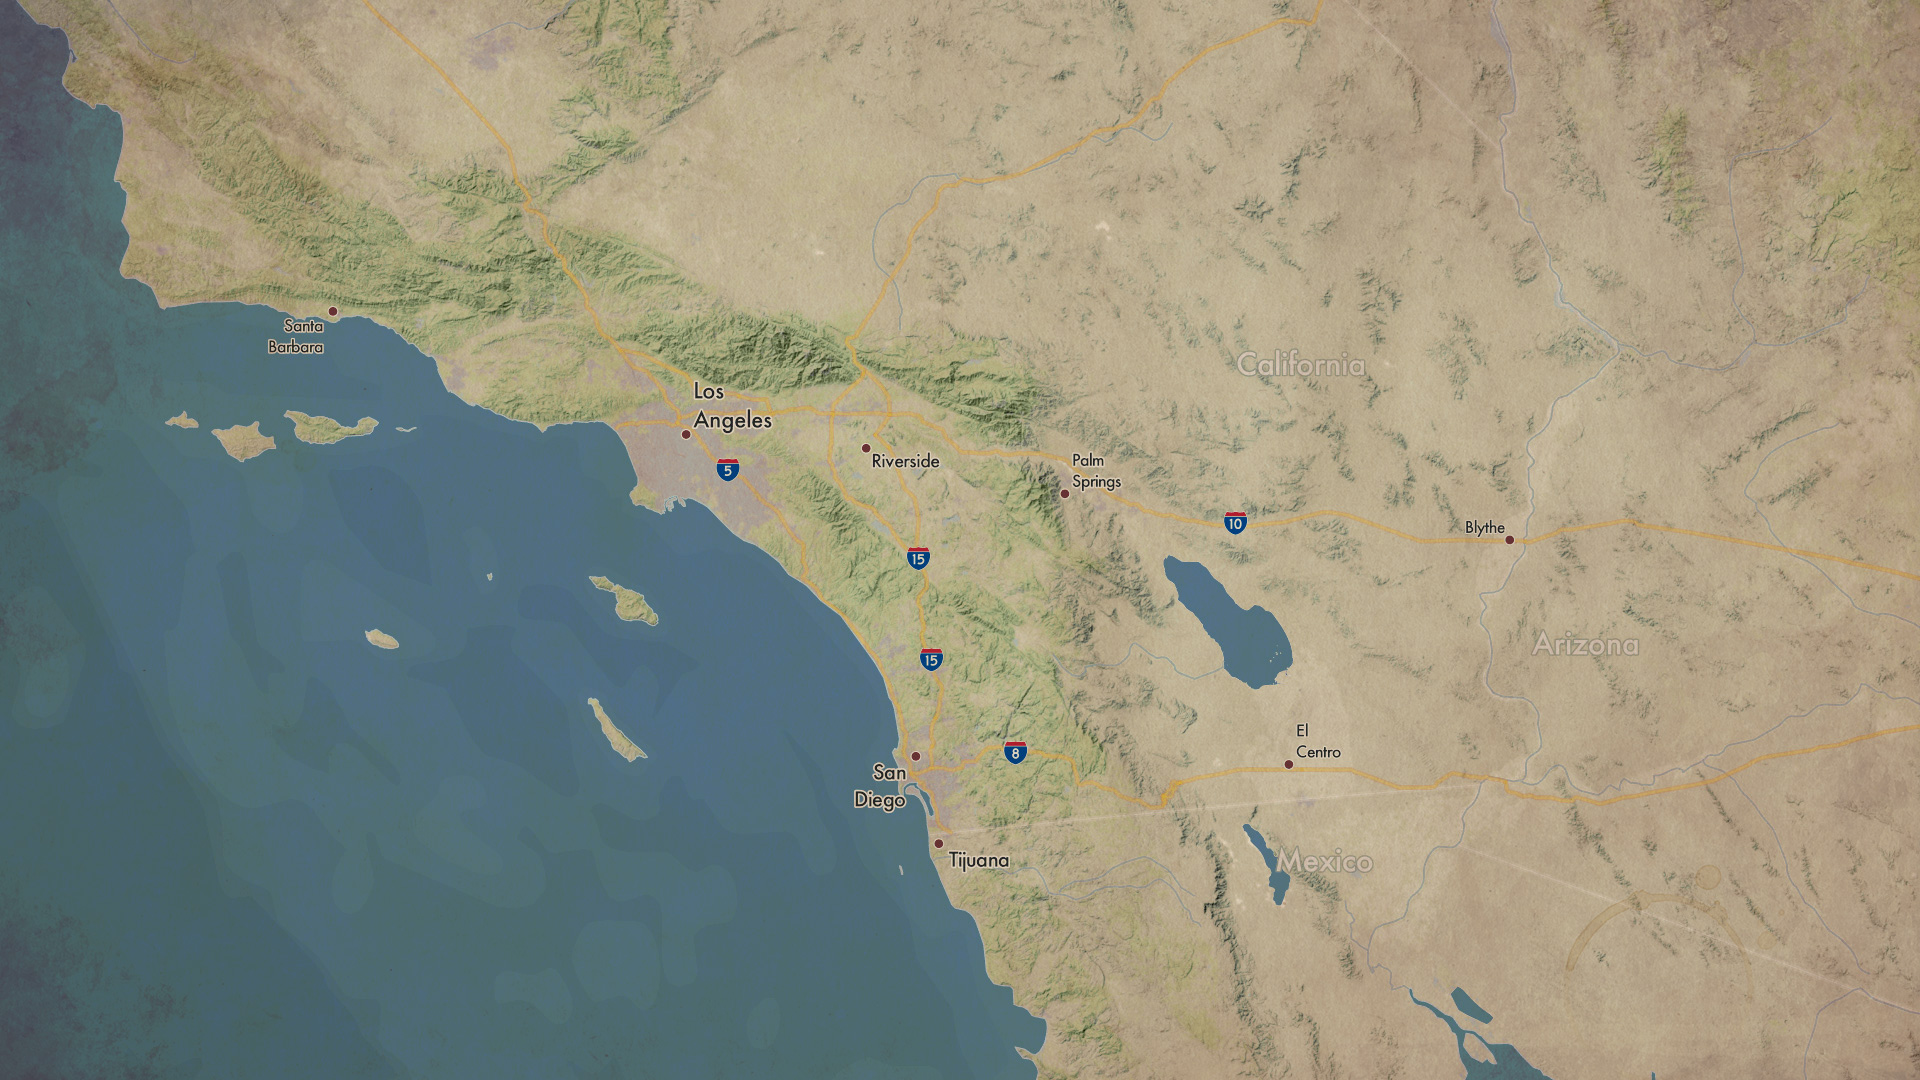 California
Santa
Barbara
Los
Angeles
5
Riverside
Palm
Springs
10
Blythe
15
15
Arizona
8
El
Centro
San
Diego
Tijuana
Mexico